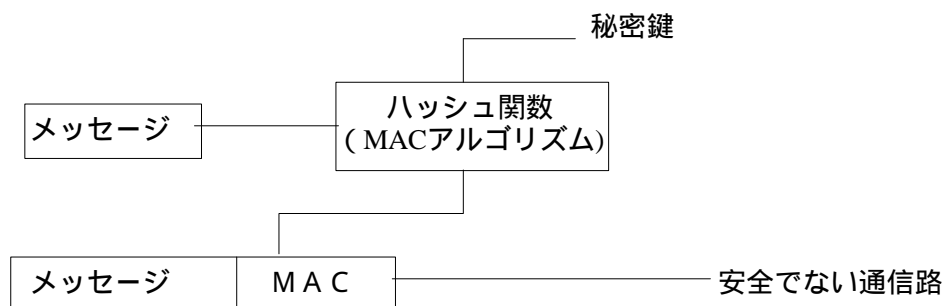 秘密鍵
ハッシュ関数
メッセージ
( MACアルゴリズム)
メッセージ
ＭＡＣ
安全でない通信路